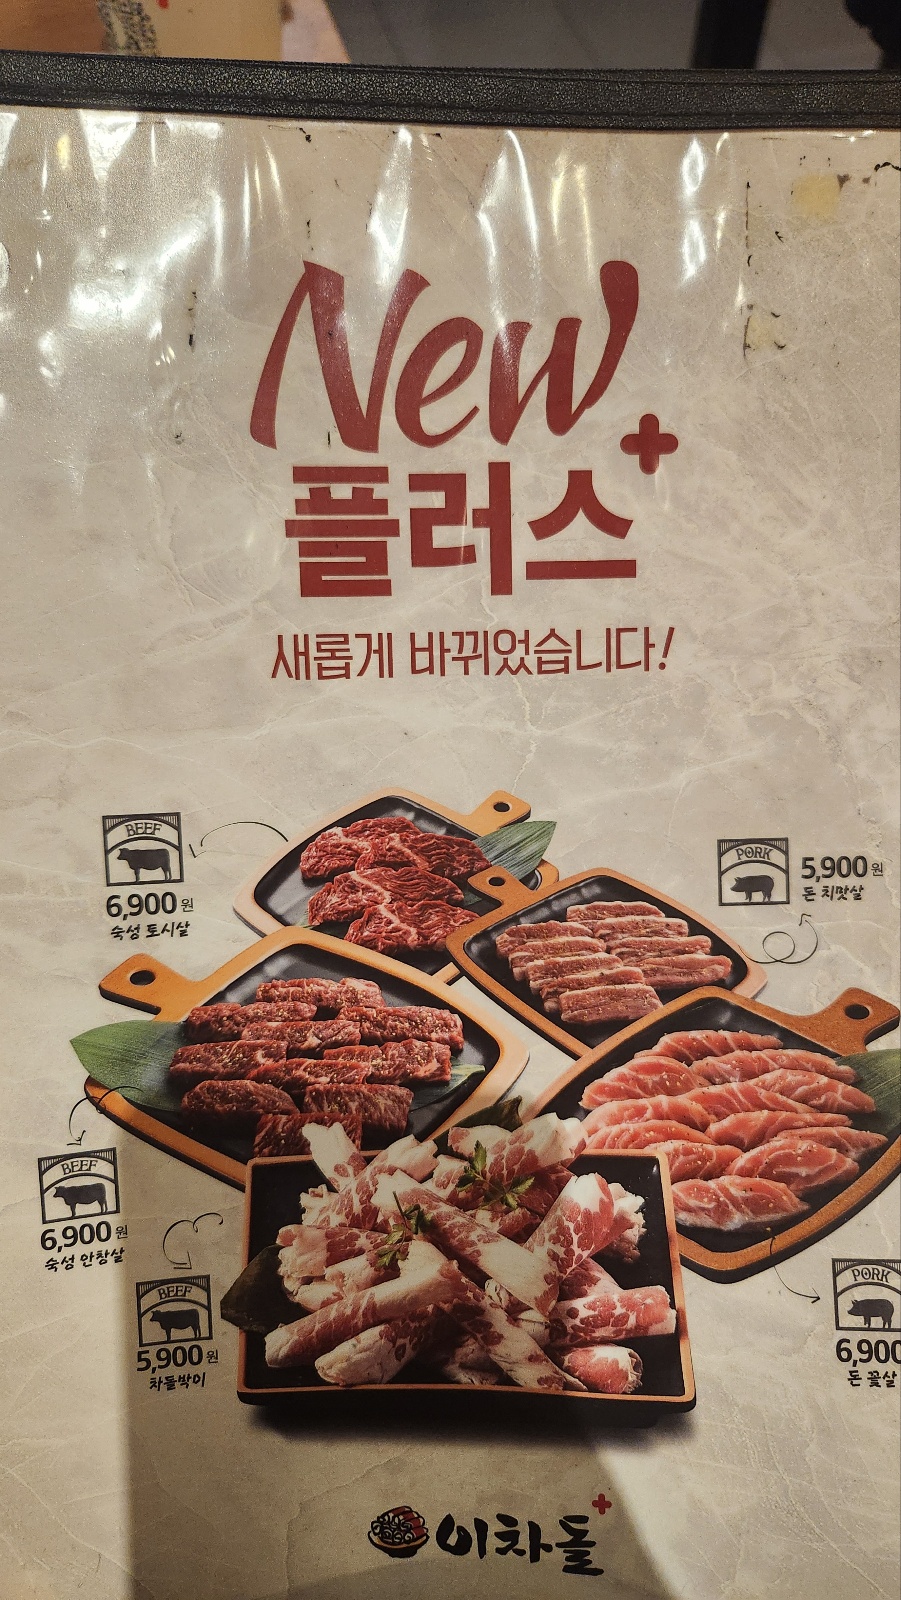 New
플러스+
새롭게 바뀌었습니다!
BEEF
6,900원
숙성 토시살
PORK
5,900원
돈 치맛살
BEEF
6,900원
숙성 안창살
BEEF
5,900원
차돌박이
PORK
6,900
돈 꽃살
이차돌+